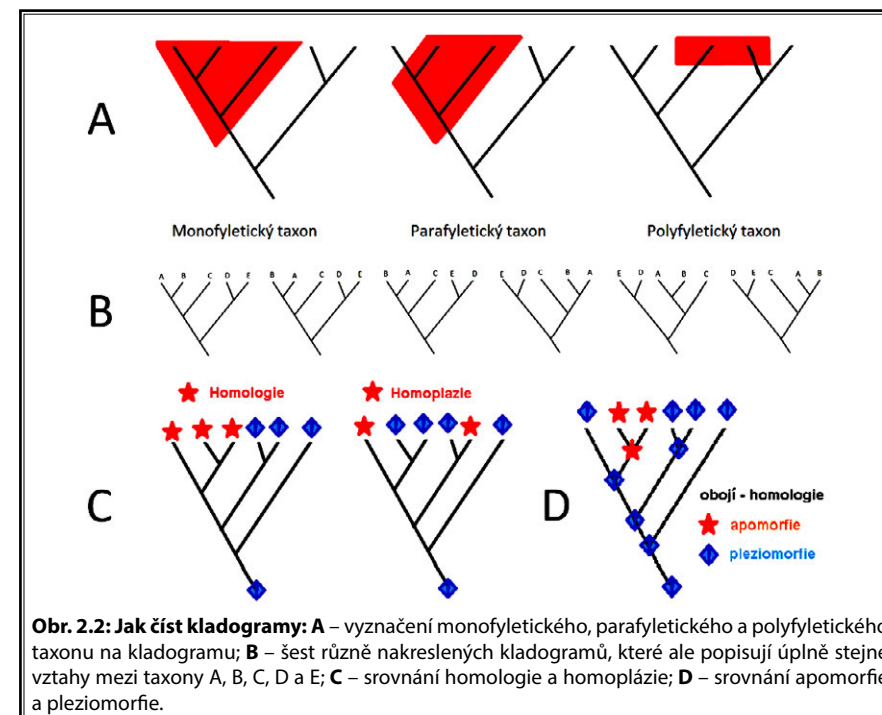 A
Monofyletický taxon Parafyletický taxon Polyfyletický taxon
A B C D E B A C D E B A C E D E D C B A E D A B C D E C A B
B
Homologie Homoplazie
C
D
obojí - homologie
apomorfie
pleziomorfie
Obr. 2.2: Jak číst kladogramy: A – vyznačení monofyletického, parafyletického a polyfyletického
taxonu na kladogramu; B – šest různě nakreslených kladogramů, které ale popisují úplně stejné
vztahy mezi taxony A, B, C, D a E; C – srovnání homologie a homoplázie; D – srovnání apomorfie
a pleziomorfie.